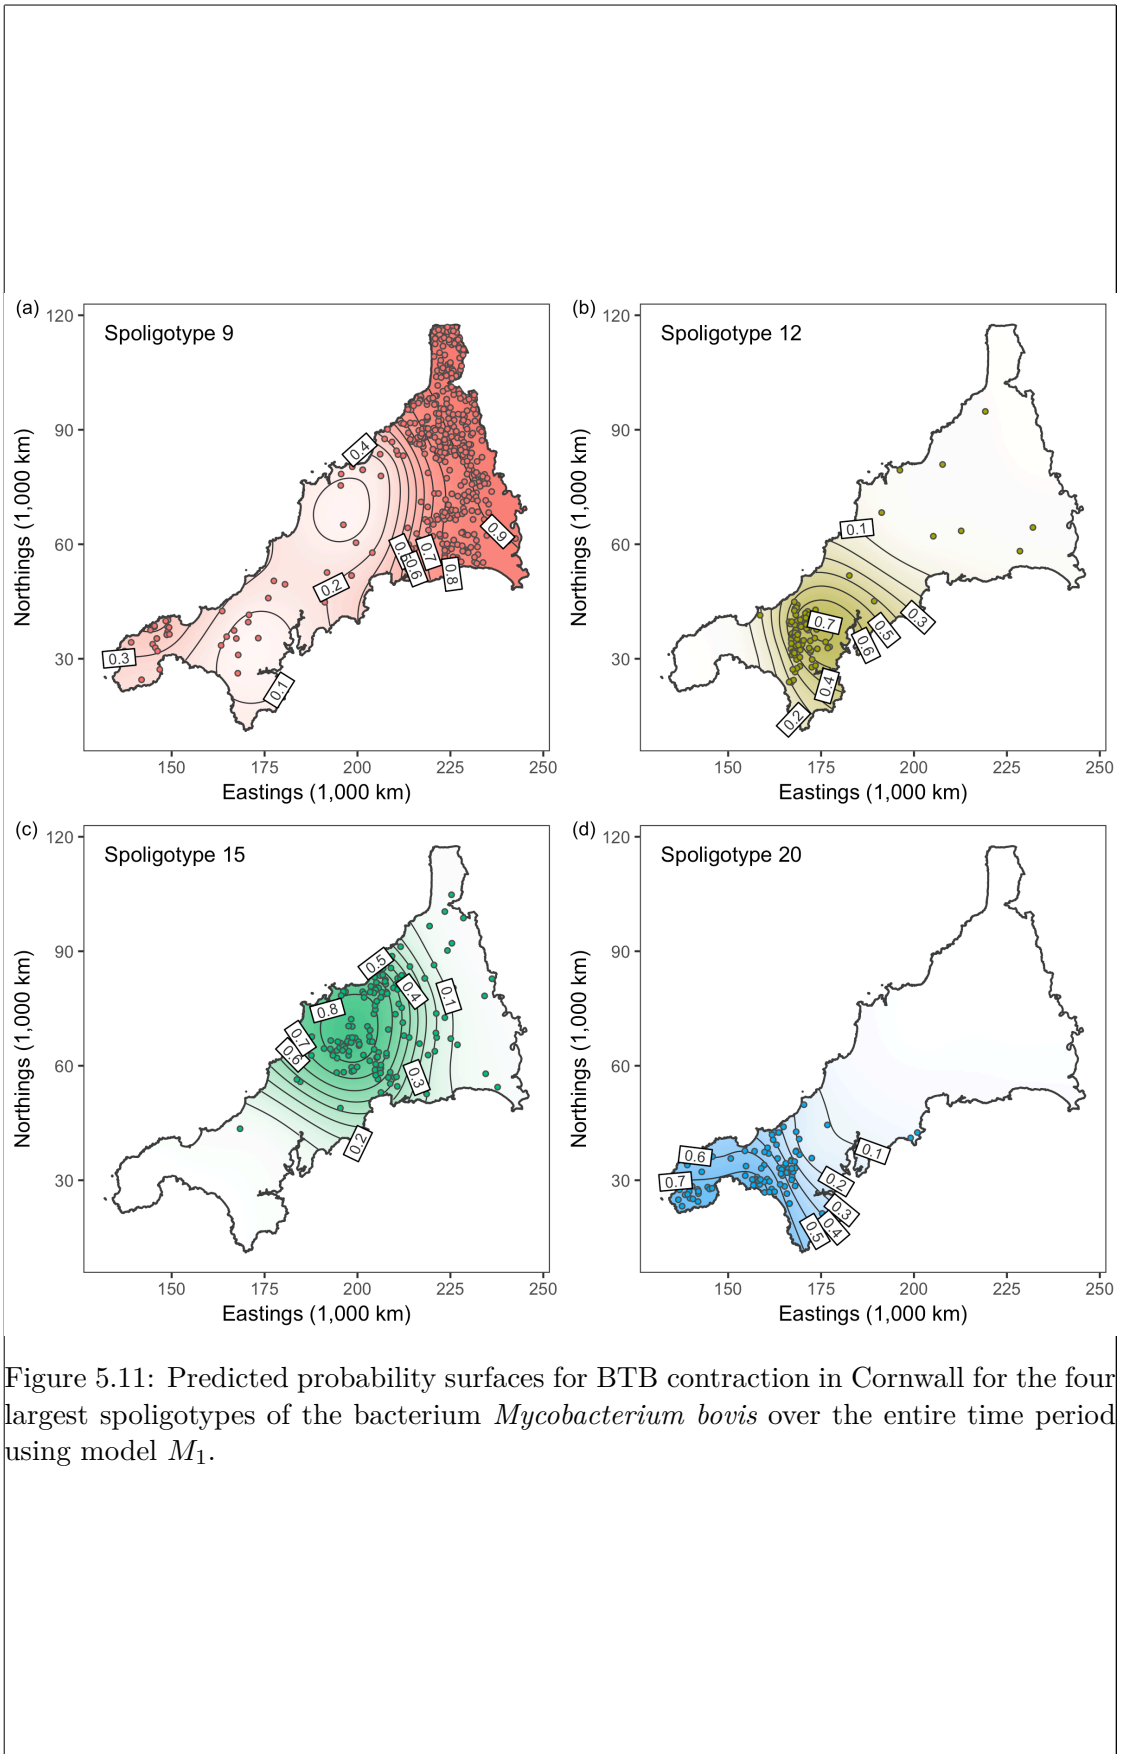 (a)
Spoligotype 9
120
90
60
30
Northings (1,000 km)
0.4
0.9
0.7
0.6
0.8
0.2
0.3
0.1
150 175 200 225 250
Eastings (1,000 km)
(b)
Spoligotype 12
120
90
60
30
Northings (1,000 km)
0.1
0.7
0.3
0.5
0.6
0.4
0.2
150 175 200 225 250
Eastings (1,000 km)
(c)
Spoligotype 15
120
90
60
30
Northings (1,000 km)
0.5
0.4
0.1
0.8
0.7
0.6
0.3
0.2
150 175 200 225 250
Eastings (1,000 km)
(d)
Spoligotype 20
120
90
60
30
Northings (1,000 km)
0.6
0.1
0.7
0.2
0.3
0.4
0.5
150 175 200 225 250
Eastings (1,000 km)
Figure 5.11: Predicted probability surfaces for BTB contraction in Cornwall for the four
largest spoligotypes of the bacterium Mycobacterium bovis over the entire time period
using model M₁.